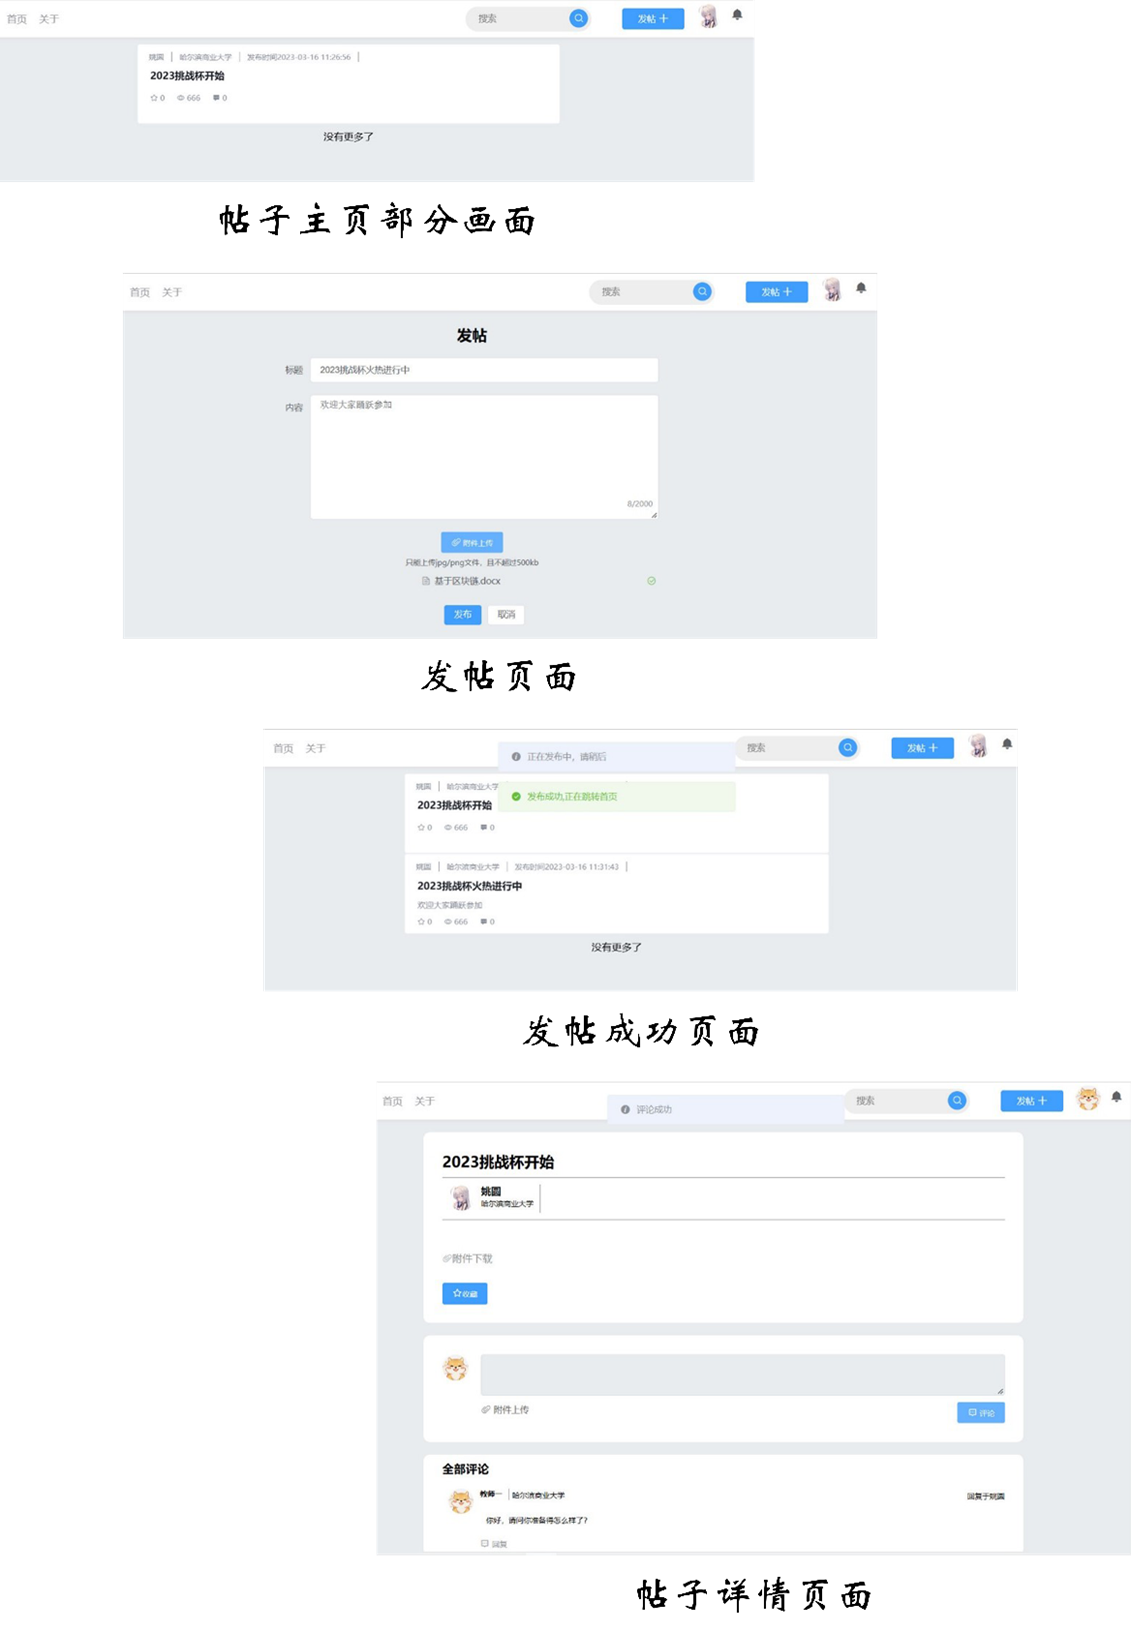 首页 关于 搜索 发帖 +
姚圆 | 哈尔滨商业大学 | 发布时间2023-03-16 11:26:56 |
2023挑战杯开始
0 666 0
没有更多了
帖子主页部分画面
首页 关于 搜索 发帖 +
发帖
标题 2023挑战杯火热进行中
内容 欢迎大家踊跃参加
8/2000
附件上传
只能上传jpg/png文件，且不超过500kb
基于区块链.docx
发布 取消
发帖页面
首页 关于 正在发布中，请稍后 搜索 发帖 +
姚圆 | 哈尔滨商业大学
发布成功,正在跳转首页
2023挑战杯开始
0 666 0
姚圆 | 哈尔滨商业大学 | 发布时间2023-03-16 11:31:43 |
2023挑战杯火热进行中
欢迎大家踊跃参加
0 666 0
没有更多了
发帖成功页面
首页 关于 评论成功 搜索 发帖 +
2023挑战杯开始
姚圆
哈尔滨商业大学
附件下载
收藏
附件上传 评论
全部评论
教师一 | 哈尔滨商业大学 回复于姚圆
你好，请问你准备得怎么样了?
回复
帖子详情页面